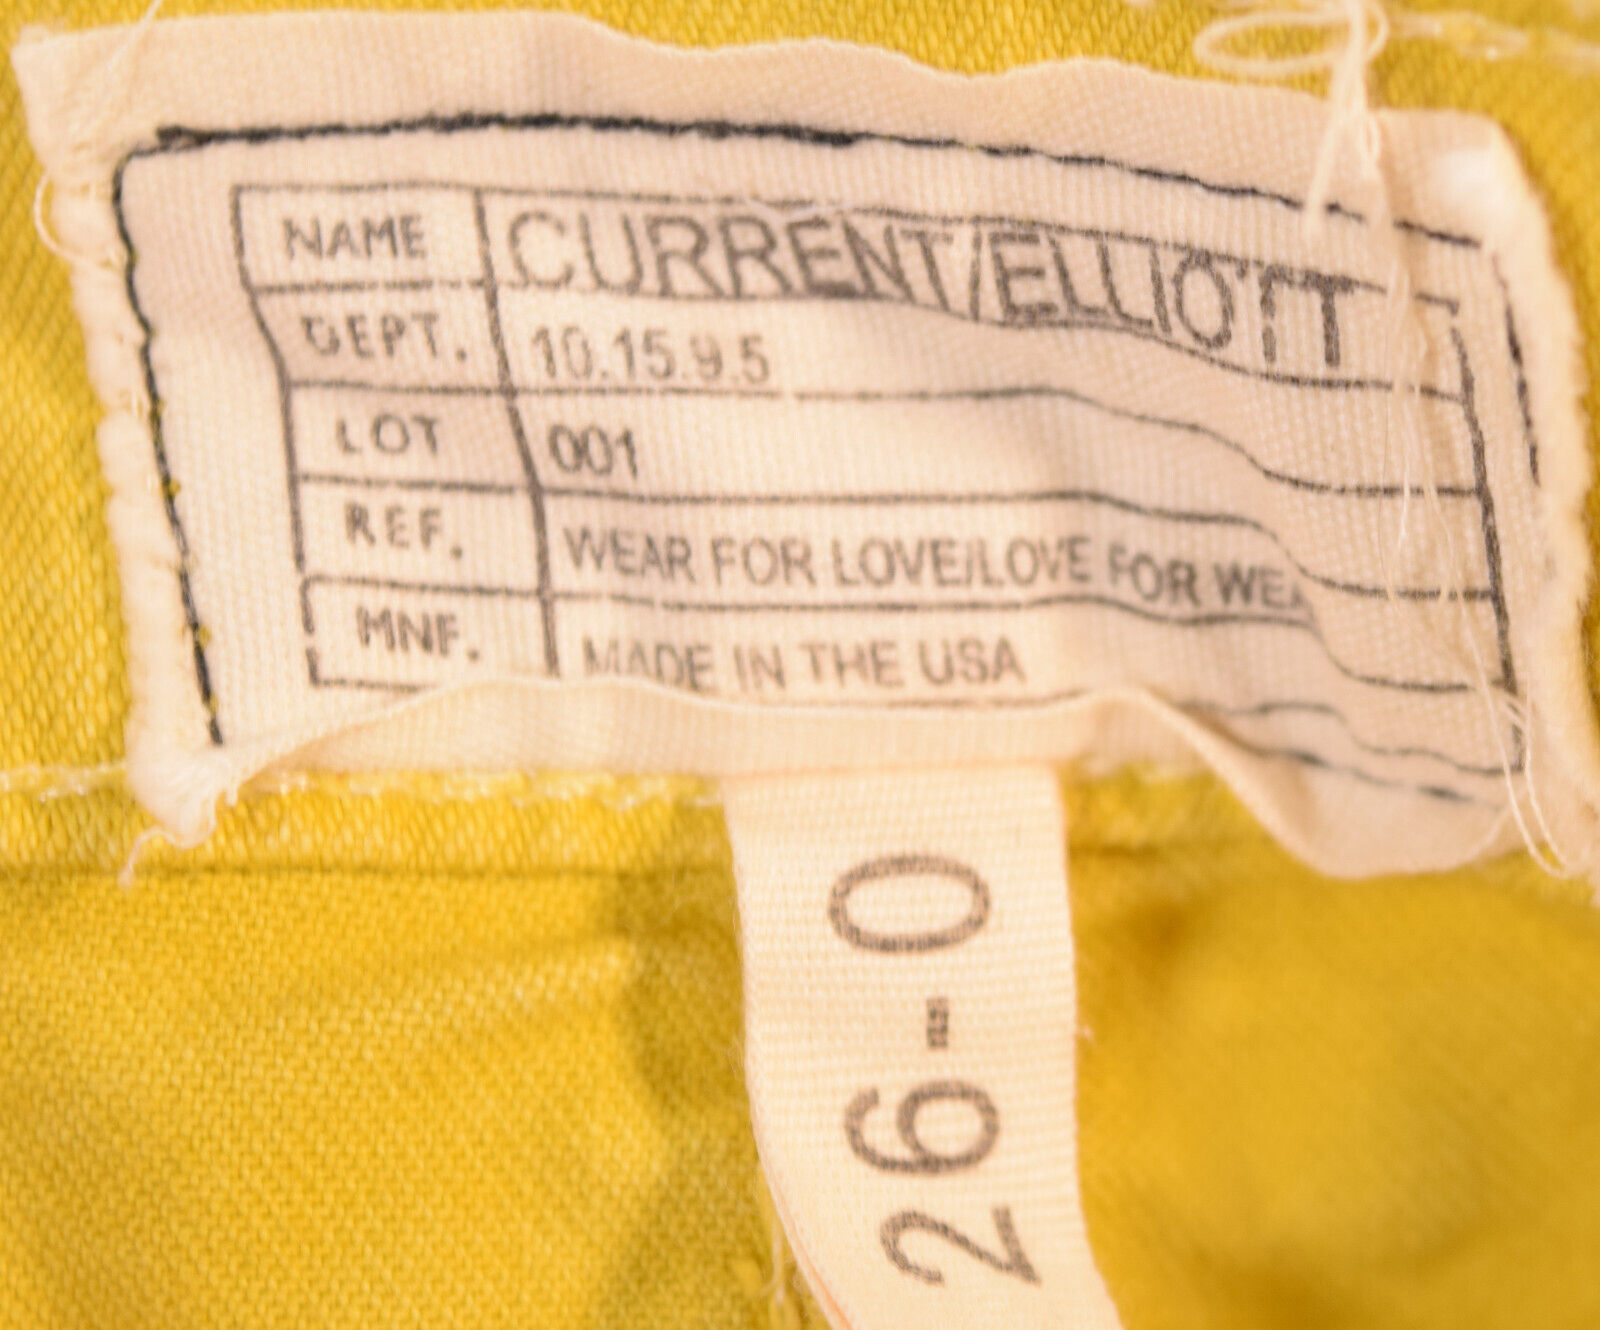 NAME CURRENT/ELLIOTT
DEPT. 10.15.9.5
LOT 001
REF. WEAR FOR LOVE/LOVE FOR WEA
MNF. MADE IN THE USA
26-0